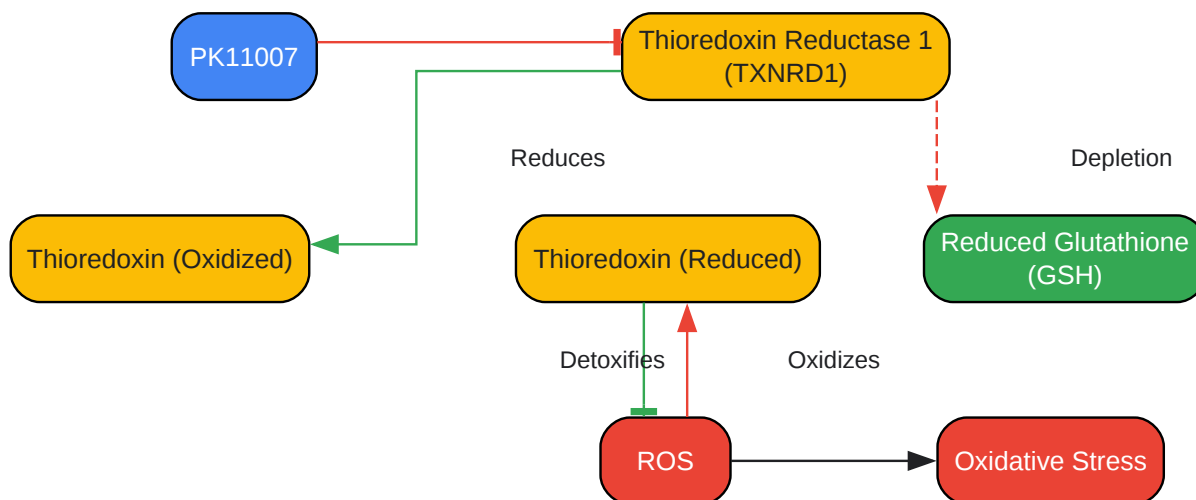 PK11007
Thioredoxin Reductase 1
(TXNRD1)
Reduces
Depletion
Thioredoxin (Oxidized)
Thioredoxin (Reduced)
Reduced Glutathione
(GSH)
Detoxifies
Oxidizes
ROS
Oxidative Stress